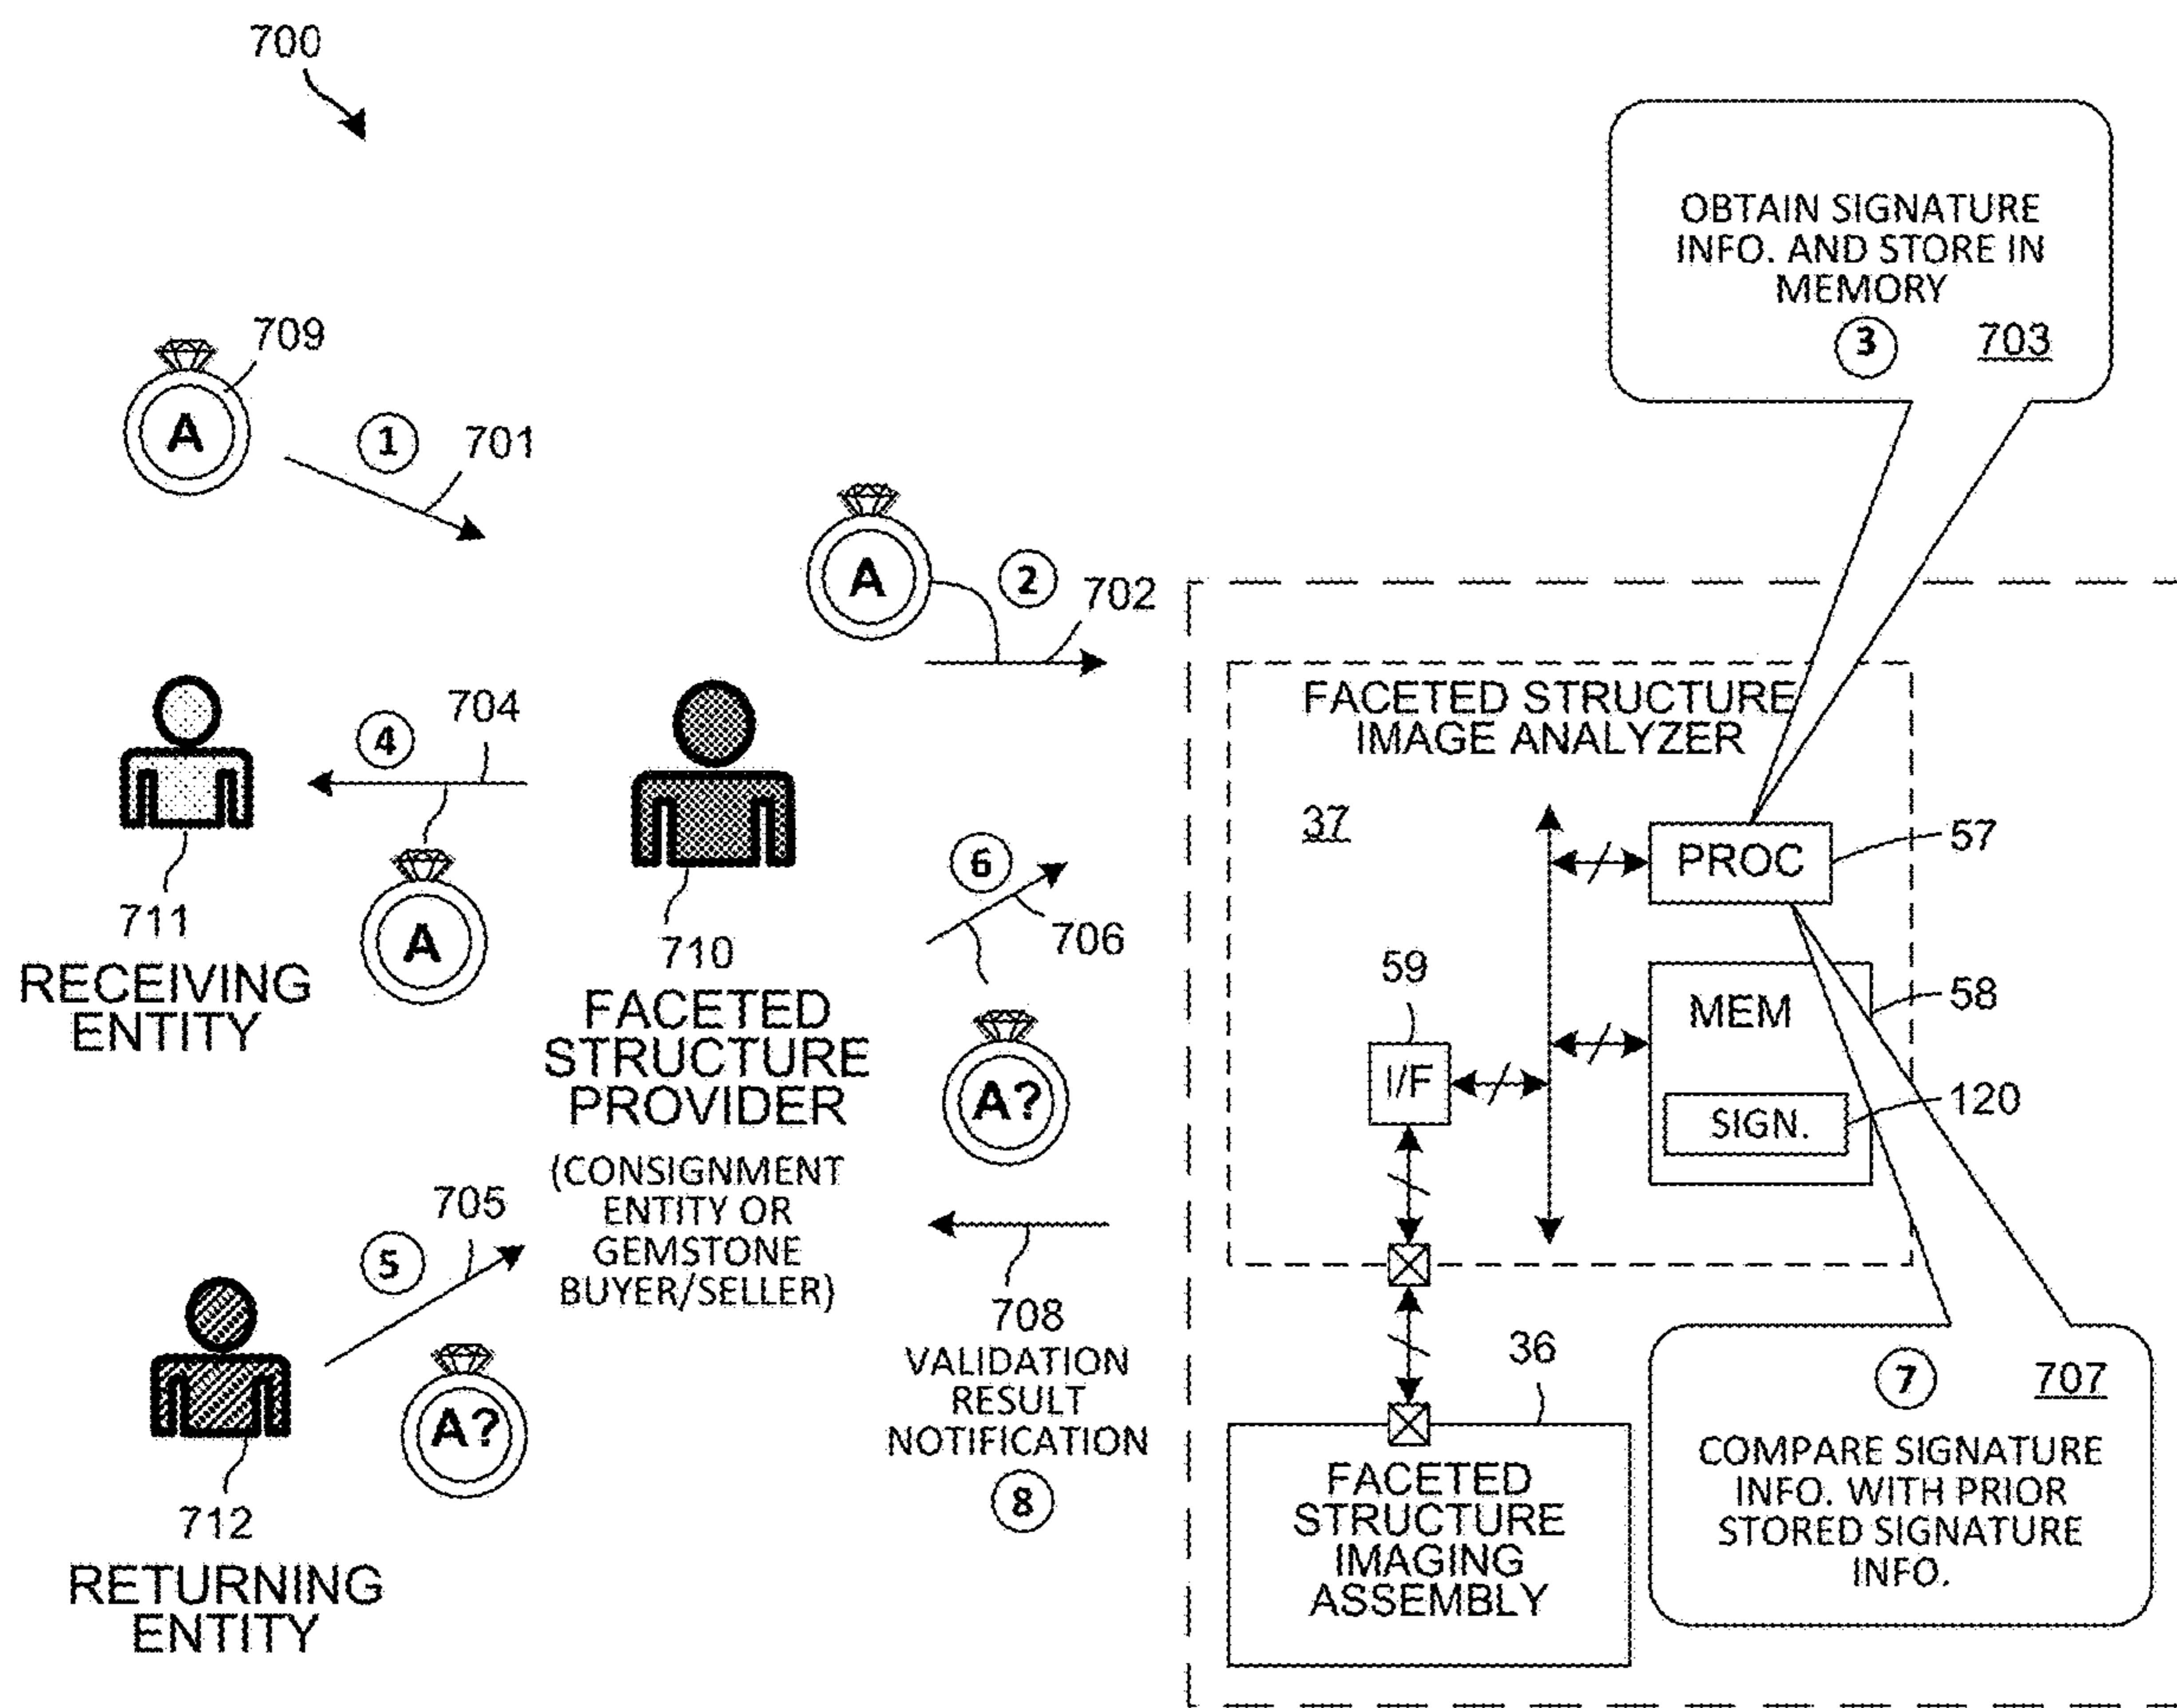 700
709
A
1
701
A
2
702
OBTAIN SIGNATURE
INFO. AND STORE IN
MEMORY
3
703
4
704
711
RECEIVING
ENTITY
A
710
FACETED
STRUCTURE
PROVIDER
(CONSIGNMENT
ENTITY OR
GEMSTONE
BUYER/SELLER)
6
706
A?
5
705
A?
712
RETURNING
ENTITY
708
VALIDATION
RESULT
NOTIFICATION
8
FACETED STRUCTURE
IMAGE ANALYZER
37
PROC
57
59
I/F
MEM
58
SIGN.
120
36
FACETED
STRUCTURE
IMAGING
ASSEMBLY
7
707
COMPARE SIGNATURE
INFO. WITH PRIOR
STORED SIGNATURE
INFO.